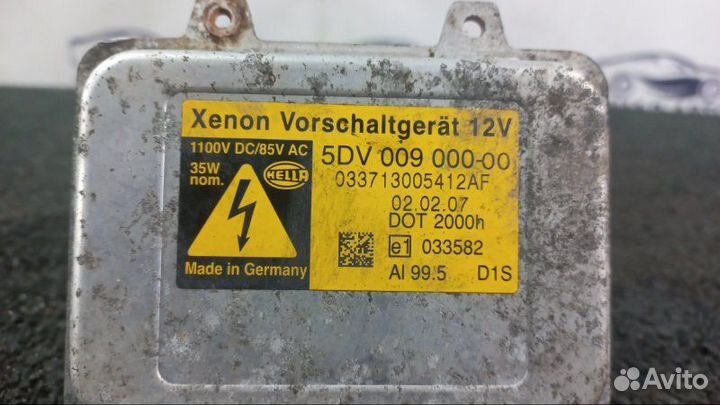 Xenon Vorschaltgerät 12V
1100V DC/85V AC
35W
nom.
HELLA
Made in Germany
5DV 009 000-00
033713005412AF
02.02.07
DOT 2000h
e1 033582
Al 99.5 D1S
Avito